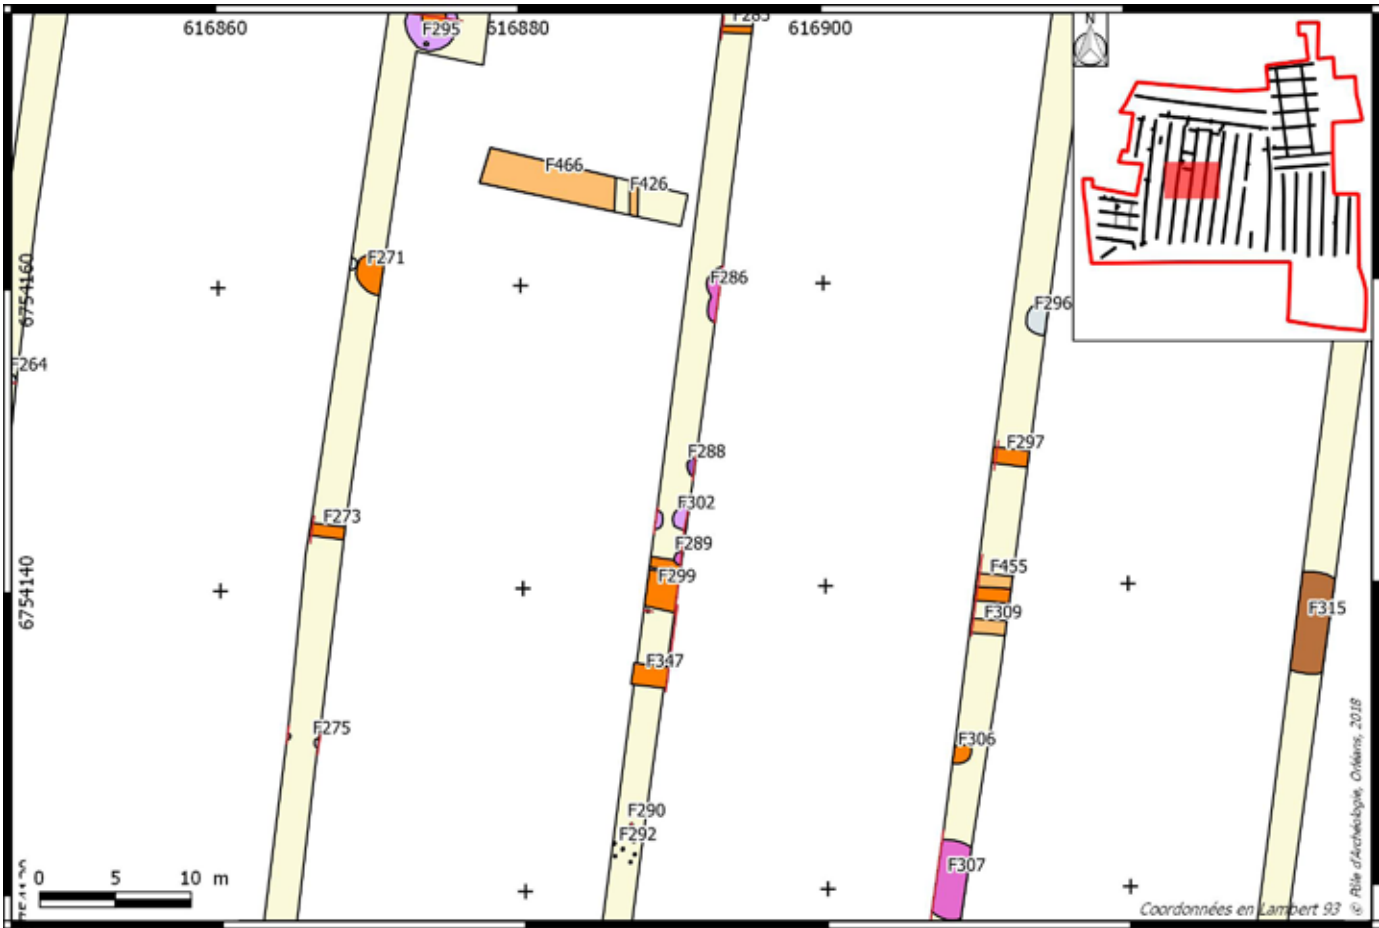 616860
616880
616900
F285
N
F295
F466
F426
F271
6754160
F286
F296
F264
F297
F288
F302
F273
F289
F299
F455
F309
6754140
F315
F347
F275
F306
F290
F292
F307
0 5 10 m
Coordonnées en Lambert 93
© Pôle d'Archéologie, Orléans, 2018